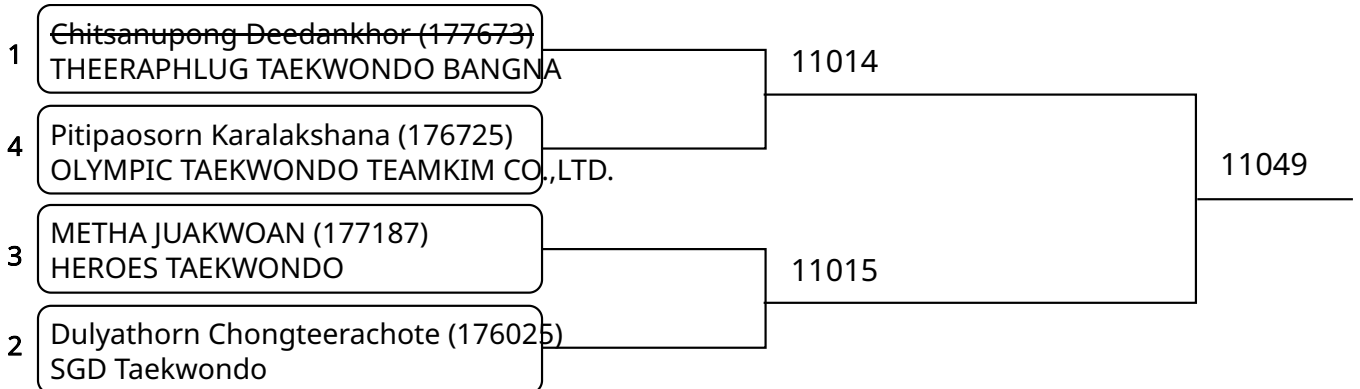 1
Chitsanupong Deedankhor (177673)
THEERAPHLUG TAEKWONDO BANGNA
11014
4
Pitipaosorn Karalakshana (176725)
OLYMPIC TAEKWONDO TEAMKIM CO.,LTD.
11049
3
METHA JUAKWOAN (177187)
HEROES TAEKWONDO
11015
2
Dulyathorn Chongteerachote (176025)
SGD Taekwondo